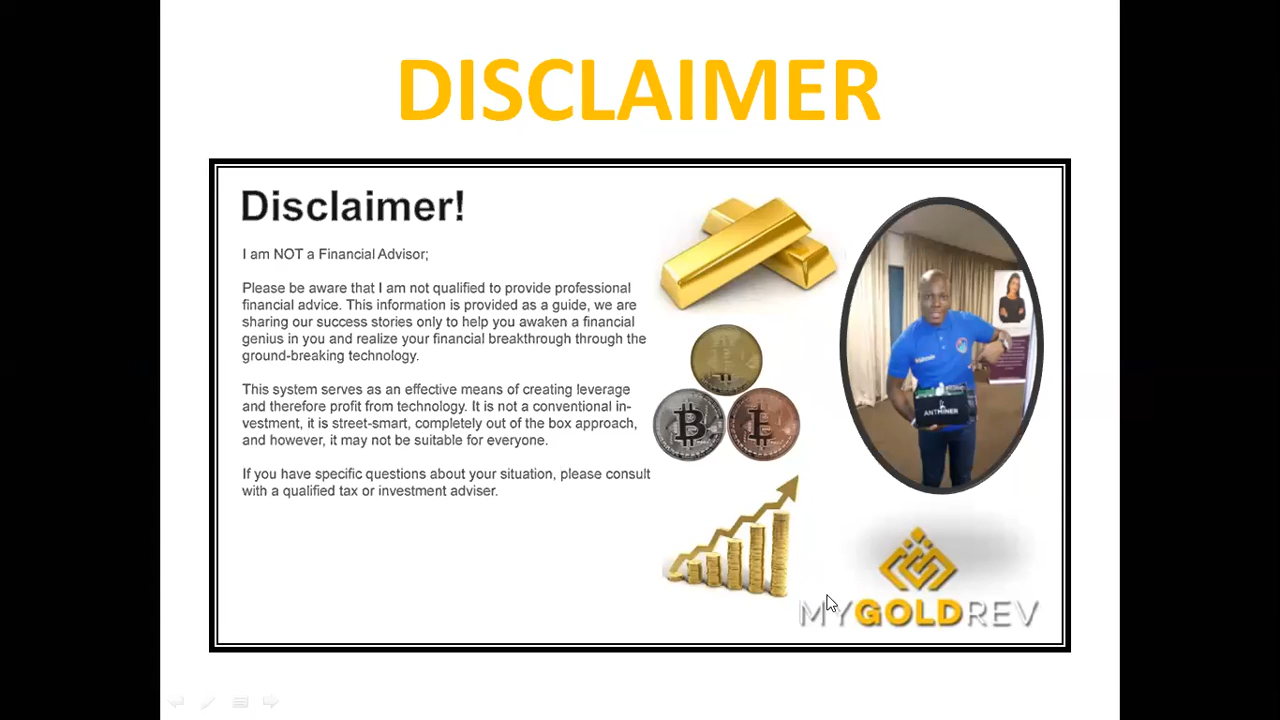 DISCLAIMER
Disclaimer!
I am NOT a Financial Advisor;
Please be aware that I am not qualified to provide professional
financial advice. This information is provided as a guide, we are
sharing our success stories only to help you awaken a financial
genius in you and realize your financial breakthrough through the
ground-breaking technology.
This system serves as an effective means of creating leverage
and therefore profit from technology. It is not a conventional in-
vestment, it is street-smart, completely out of the box approach,
and however, it may not be suitable for everyone.
If you have specific questions about your situation, please consult
with a qualified tax or investment adviser.
ANTMINER
MYGOLDREV